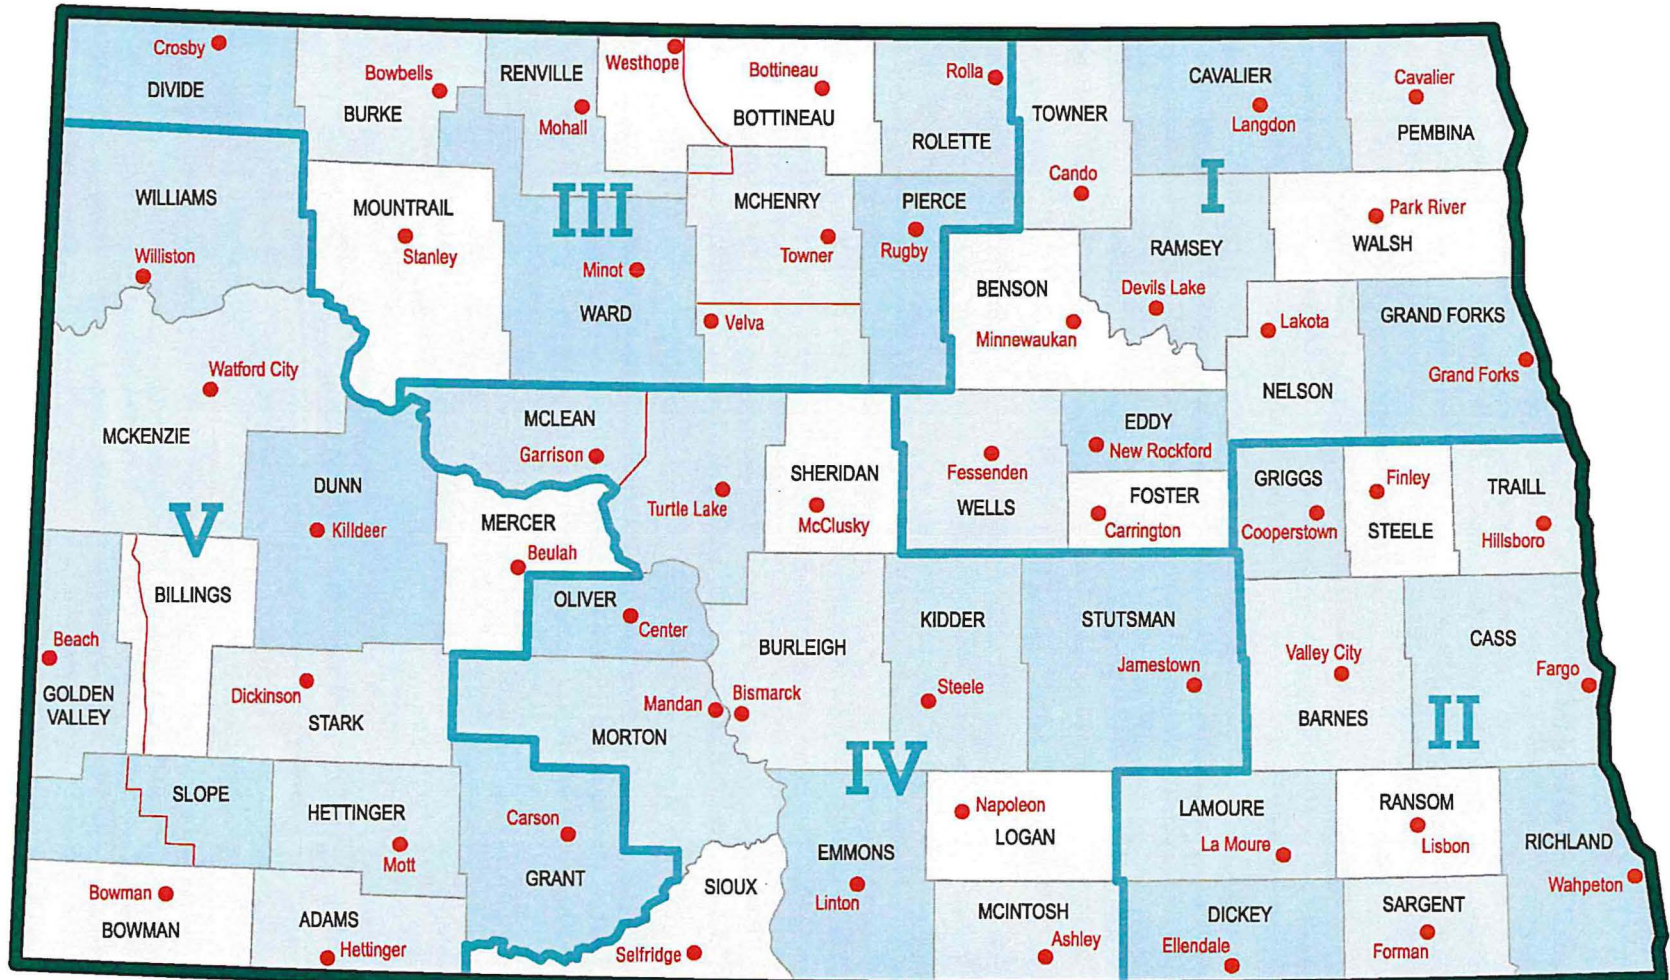 Crosby
DIVIDE
Bowbells
BURKE
RENVILLE
Mohall
Westhope
Bottineau
BOTTINEAU
Rolla
ROLETTE
TOWNER
Cando
CAVALIER
Langdon
Cavalier
PEMBINA
I
WILLIAMS
Williston
MOUNTRAIL
Stanley
III
Minot
WARD
MCHENRY
Towner
Velva
PIERCE
Rugby
BENSON
Minnewaukan
RAMSEY
Devils Lake
Park River
WALSH
Lakota
NELSON
GRAND FORKS
Grand Forks
Watford City
MCKENZIE
V
DUNN
Killdeer
MCLEAN
Garrison
Turtle Lake
MERCER
Beulah
SHERIDAN
McClusky
Fessenden
WELLS
EDDY
New Rockford
FOSTER
Carrington
GRIGGS
Cooperstown
Finley
STEELE
TRAILL
Hillsboro
BILLINGS
Beach
GOLDEN
VALLEY
Dickinson
STARK
OLIVER
Center
Mandan
MORTON
BURLEIGH
Bismarck
KIDDER
Steele
STUTSMAN
Jamestown
IV
Valley City
BARNES
CASS
Fargo
II
SLOPE
HETTINGER
Mott
Carson
GRANT
Bowman
BOWMAN
ADAMS
Hettinger
SIOUX
Selfridge
EMMONS
Linton
Napoleon
LOGAN
MCINTOSH
Ashley
LAMOURE
La Moure
RANSOM
Lisbon
RICHLAND
Wahpeton
DICKEY
Ellendale
SARGENT
Forman